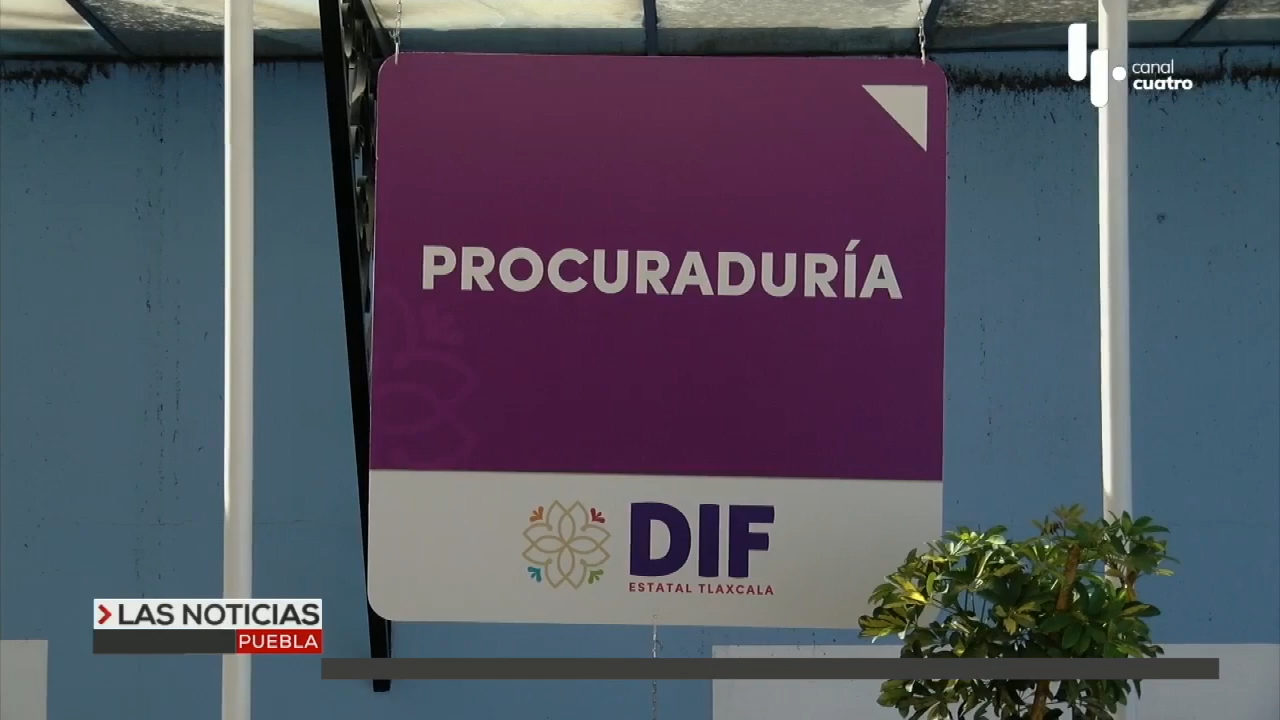 canal
cuatro
PROCURADURÍA
DIF
ESTATAL TLAXCALA
LAS NOTICIAS
PUEBLA